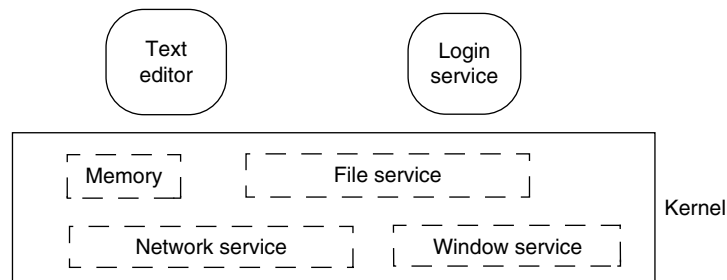 Text
editor
Login
service
Memory
File service
Kernel
Network service
Window service